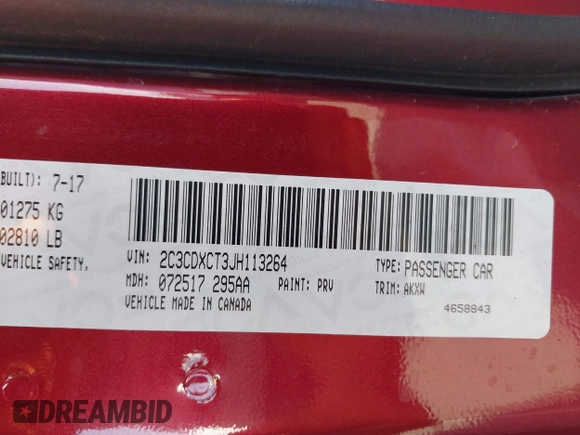 BUILT): 7-17
01275 KG
02810 LB
VEHICLE SAFETY,
VIN: 2C3CDXCT3JH113264
TYPE: PASSENGER CAR
MDH: 072517 295AA
PAINT: PRV
TRIM: AKXW
VEHICLE MADE IN CANADA
4658843
DREAMBID